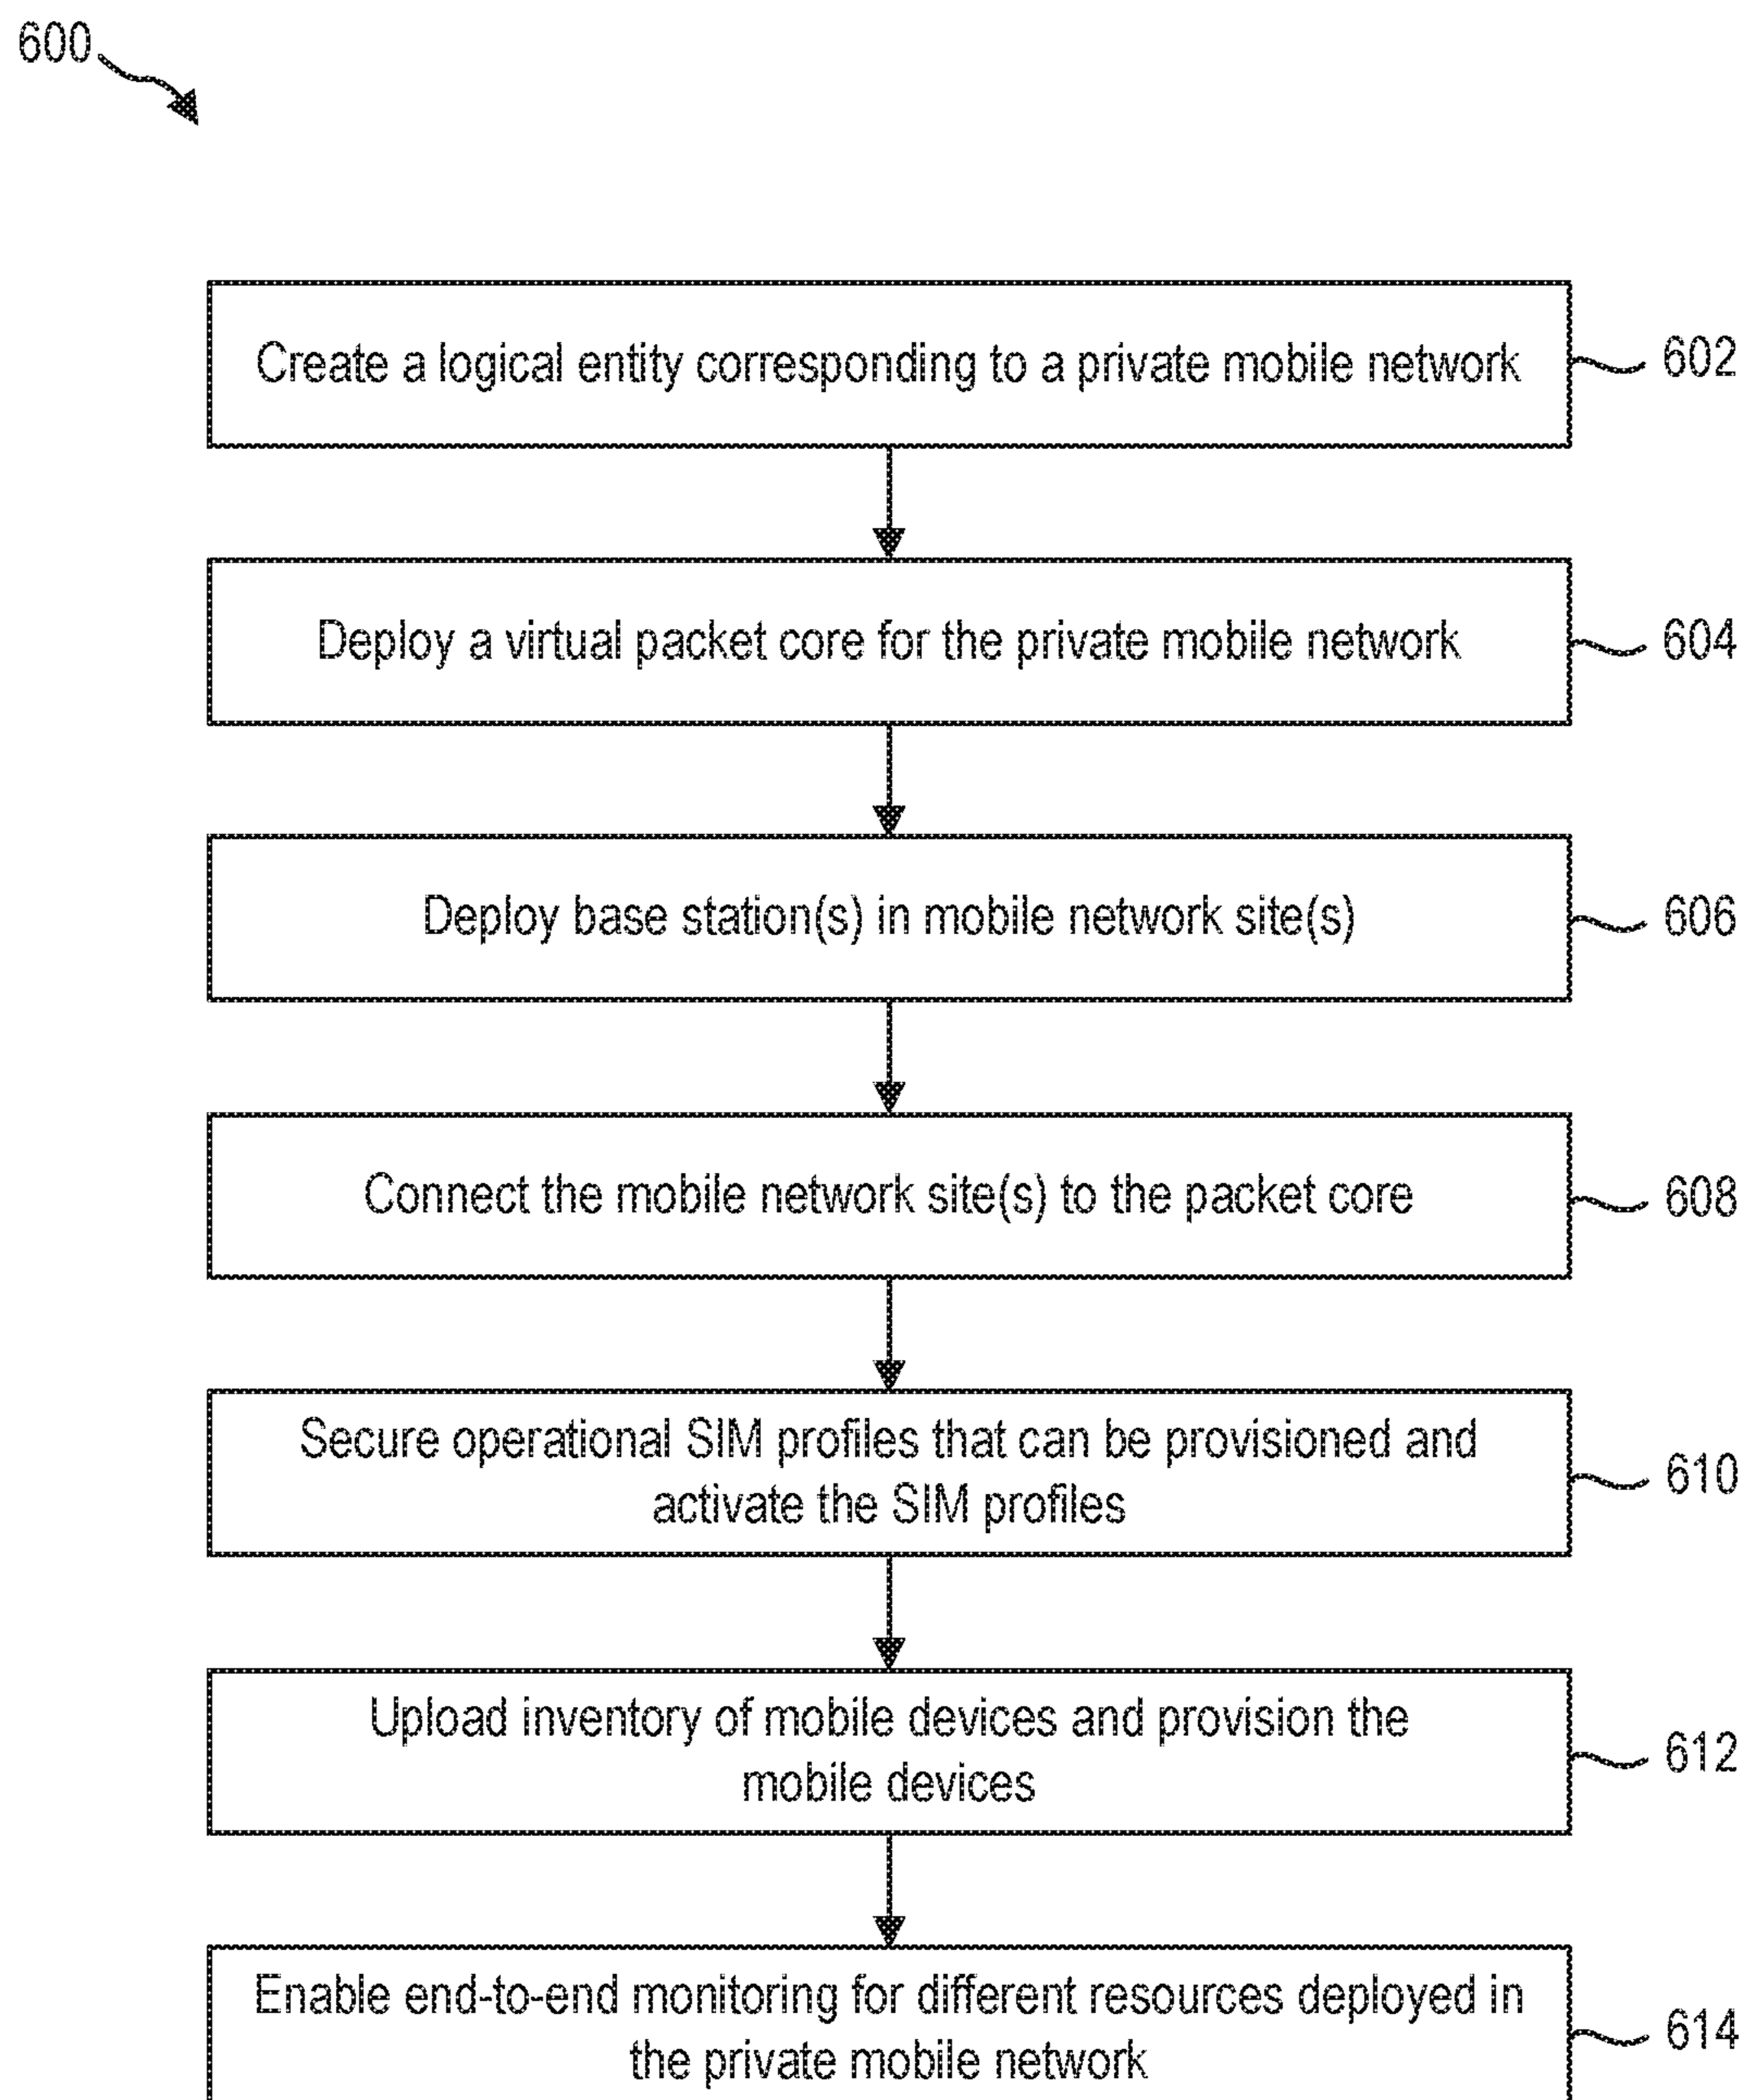 600
Create a logical entity corresponding to a private mobile network
602
Deploy a virtual packet core for the private mobile network
604
Deploy base station(s) in mobile network site(s)
606
Connect the mobile network site(s) to the packet core
608
Secure operational SIM profiles that can be provisioned and
activate the SIM profiles
610
Upload inventory of mobile devices and provision the
mobile devices
612
Enable end-to-end monitoring for different resources deployed in
the private mobile network
614